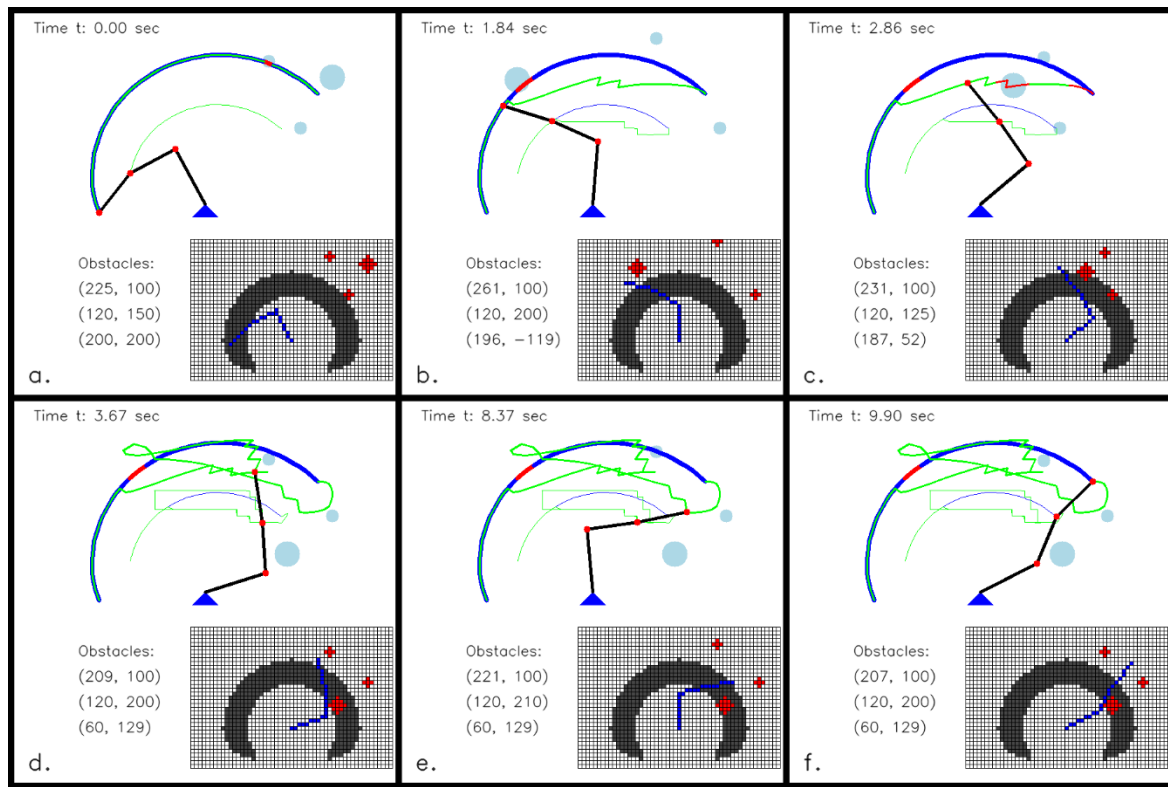 Time t: 0.00 sec
Obstacles:
(225, 100)
(120, 150)
(200, 200)
a.
Time t: 1.84 sec
Obstacles:
(261, 100)
(120, 200)
(196, −119)
b.
Time t: 2.86 sec
Obstacles:
(231, 100)
(120, 125)
(187, 52)
c.
Time t: 3.67 sec
Obstacles:
(209, 100)
(120, 200)
(60, 129)
d.
Time t: 8.37 sec
Obstacles:
(221, 100)
(120, 210)
(60, 129)
e.
Time t: 9.90 sec
Obstacles:
(207, 100)
(120, 200)
(60, 129)
f.